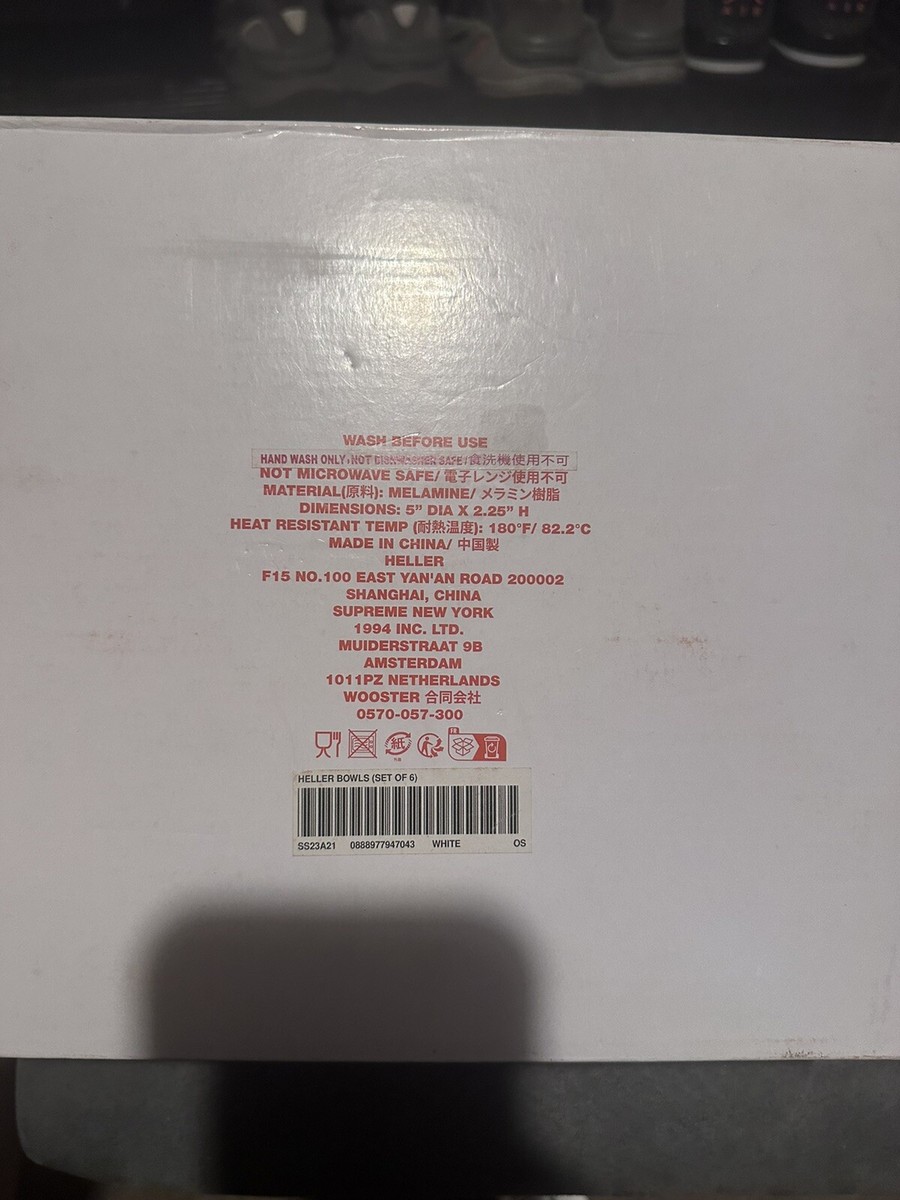 WASH BEFORE USE
HAND WASH ONLY, NOT DISHWASHER SAFE/食洗機使用不可
NOT MICROWAVE SAFE/ 電子レンジ使用不可
MATERIAL(原料): MELAMINE/ メラミン樹脂
DIMENSIONS: 5” DIA X 2.25” H
HEAT RESISTANT TEMP (耐熱温度): 180°F/ 82.2°C
MADE IN CHINA/ 中国製
HELLER
F15 NO.100 EAST YAN'AN ROAD 200002
SHANGHAI, CHINA
SUPREME NEW YORK
1994 INC. LTD.
MUIDERSTRAAT 9B
AMSTERDAM
1011PZ NETHERLANDS
WOOSTER 合同会社
0570-057-300
紙
FR
HELLER BOWLS (SET OF 6)
SS23A21 0888977947043 WHITE OS